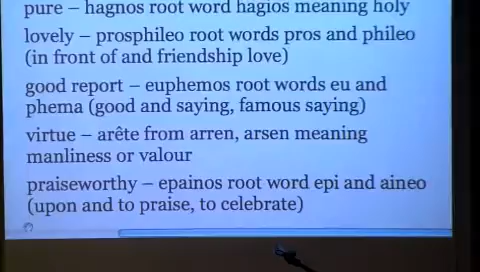 pure – hagnos root word hagios meaning holy
lovely – prosphileo root words pros and phileo
(in front of and friendship love)
good report – euphemos root words eu and
phema (good and saying, famous saying)
virtue – arête from arren, arsen meaning
manliness or valour
praiseworthy – epainos root word epi and aineo
(upon and to praise, to celebrate)